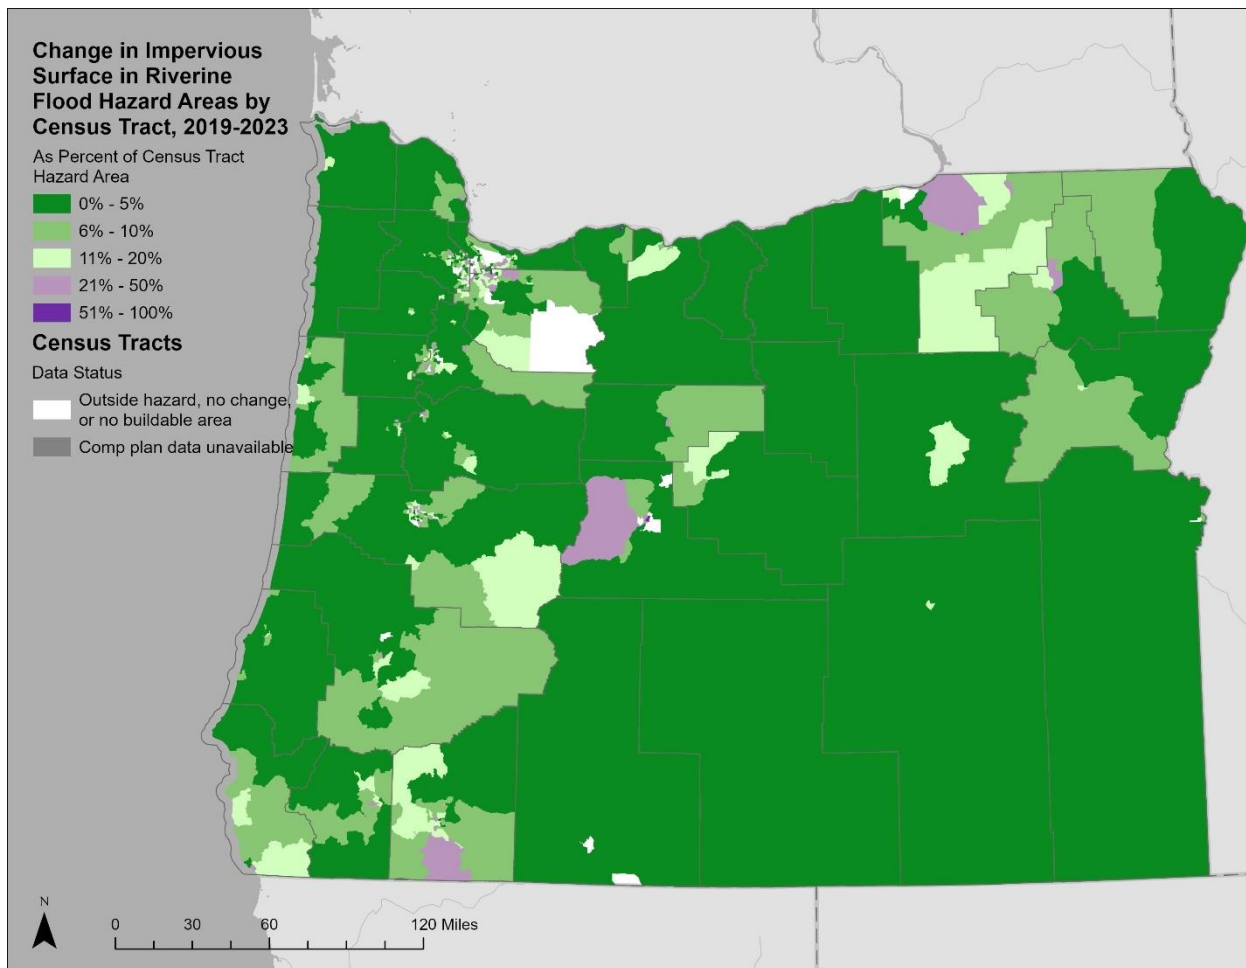 Change in Impervious
Surface in Riverine
Flood Hazard Areas by
Census Tract, 2019-2023
As Percent of Census Tract
Hazard Area
0% - 5%
6% - 10%
11% - 20%
21% - 50%
51% - 100%
Census Tracts
Data Status
Outside hazard, no change,
or no buildable area
Comp plan data unavailable
N
0 30 60 120 Miles